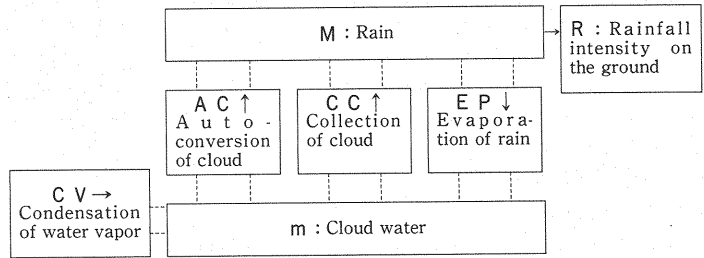 M : Rain
R : Rainfall
intensity on
the ground
A C ↑
Auto-
conversion
of cloud
C C ↑
Collection
of cloud
E P ↓
Evapora-
tion of rain
C V →
Condensation
of water vapor
m : Cloud water